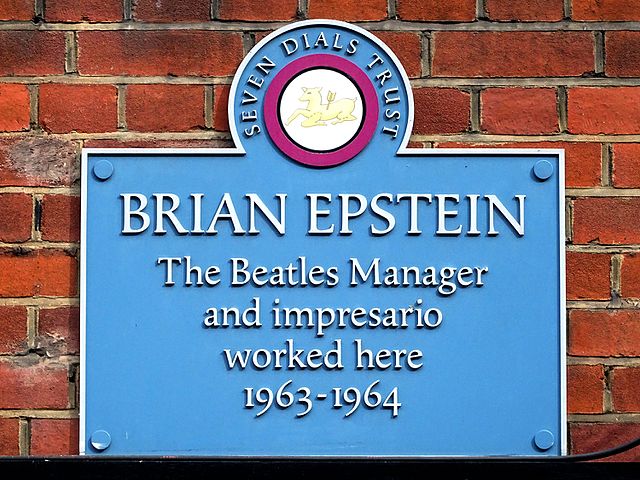 SEVEN DIALS TRUST
BRIAN EPSTEIN
The Beatles Manager
and impresario
worked here
1963-1964